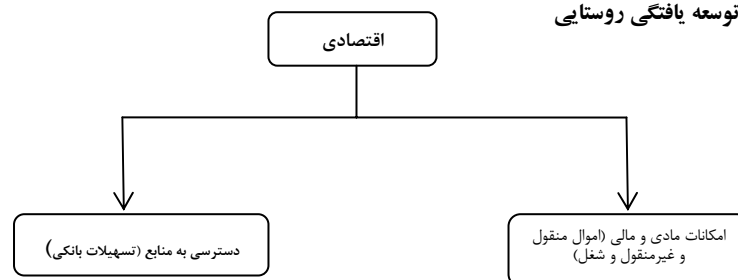 توسعه یافتگی روستایی
اقتصادی
امکانات مادی و مالی (اموال منقول
و غیرمنقول و شغل)
دسترسی به منابع (تسهیلات بانکی)